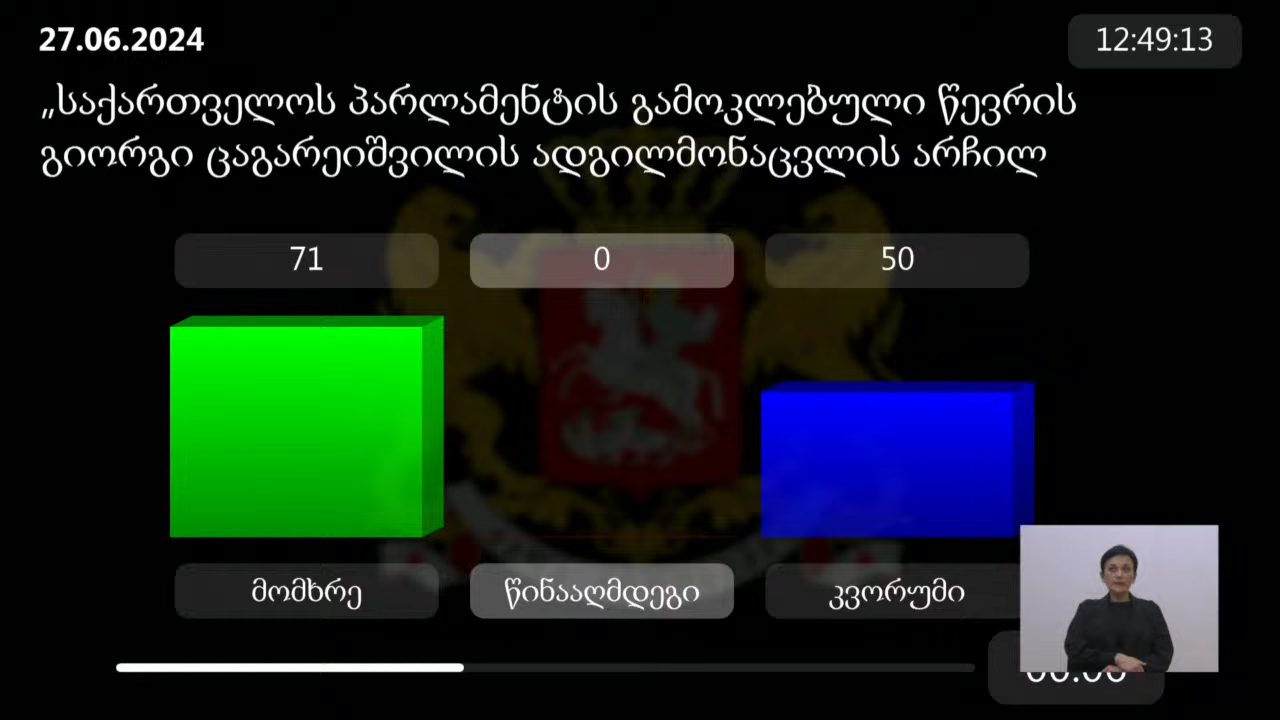 27.06.2024
12:49:13
„საქართველოს პარლამენტის გამოკლებული წევრის
გიორგი ცაგარეიშვილის ადგილმონაცვლის არჩილ
71
0
50
მომხრე
წინააღმდეგი
კვორუმი